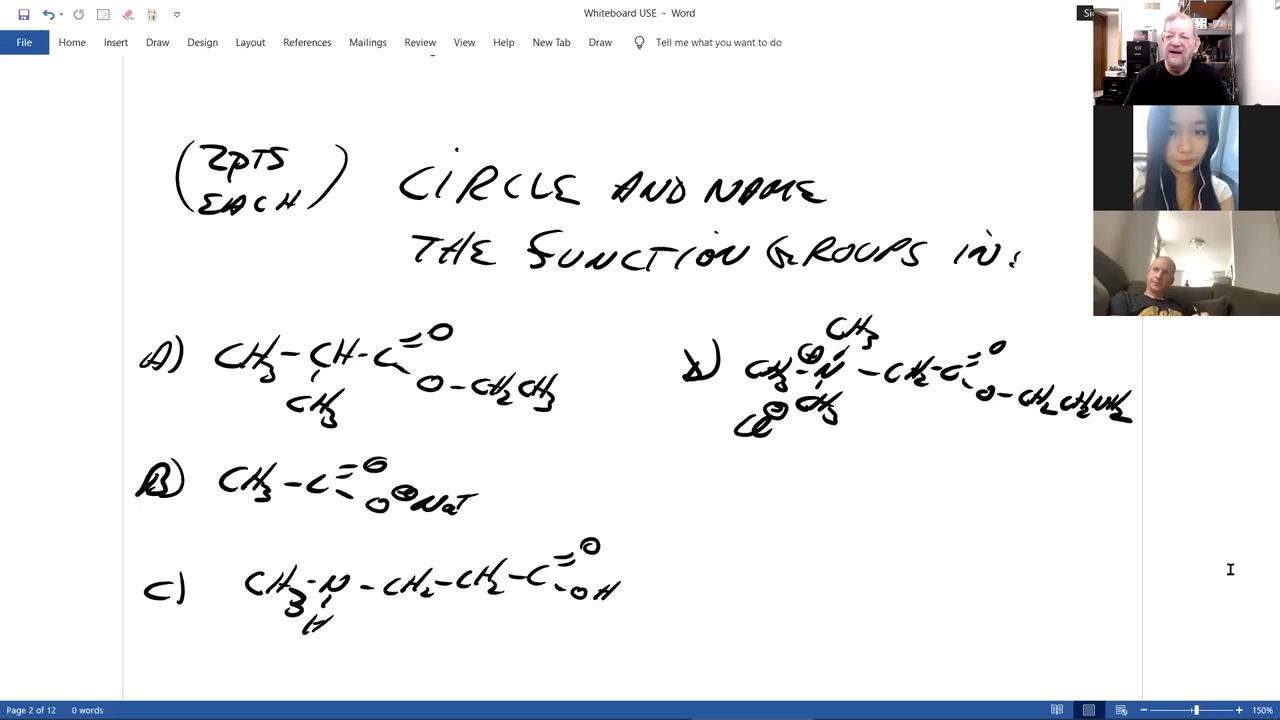 Whiteboard USE - Word
File Home Insert Draw Design Layout References Mailings Review View Help New Tab Draw Tell me what you want to do
(2pTS EACH) CiRCLE AND NAME
THE FUNCTION GROUPS IN:
A) CH3 - CH - C = O
O - CH2CH3
CH3
B) CH3 - C = O
O⊖Na+
C) CH3 - N - CH2 - CH2 - C = O
OH
H
D) CH3 - N⊕ - CH2 - C = O
CH3
O - CH2CH2NH2
CH3
Cl⊖
Page 2 of 12 0 words 150%